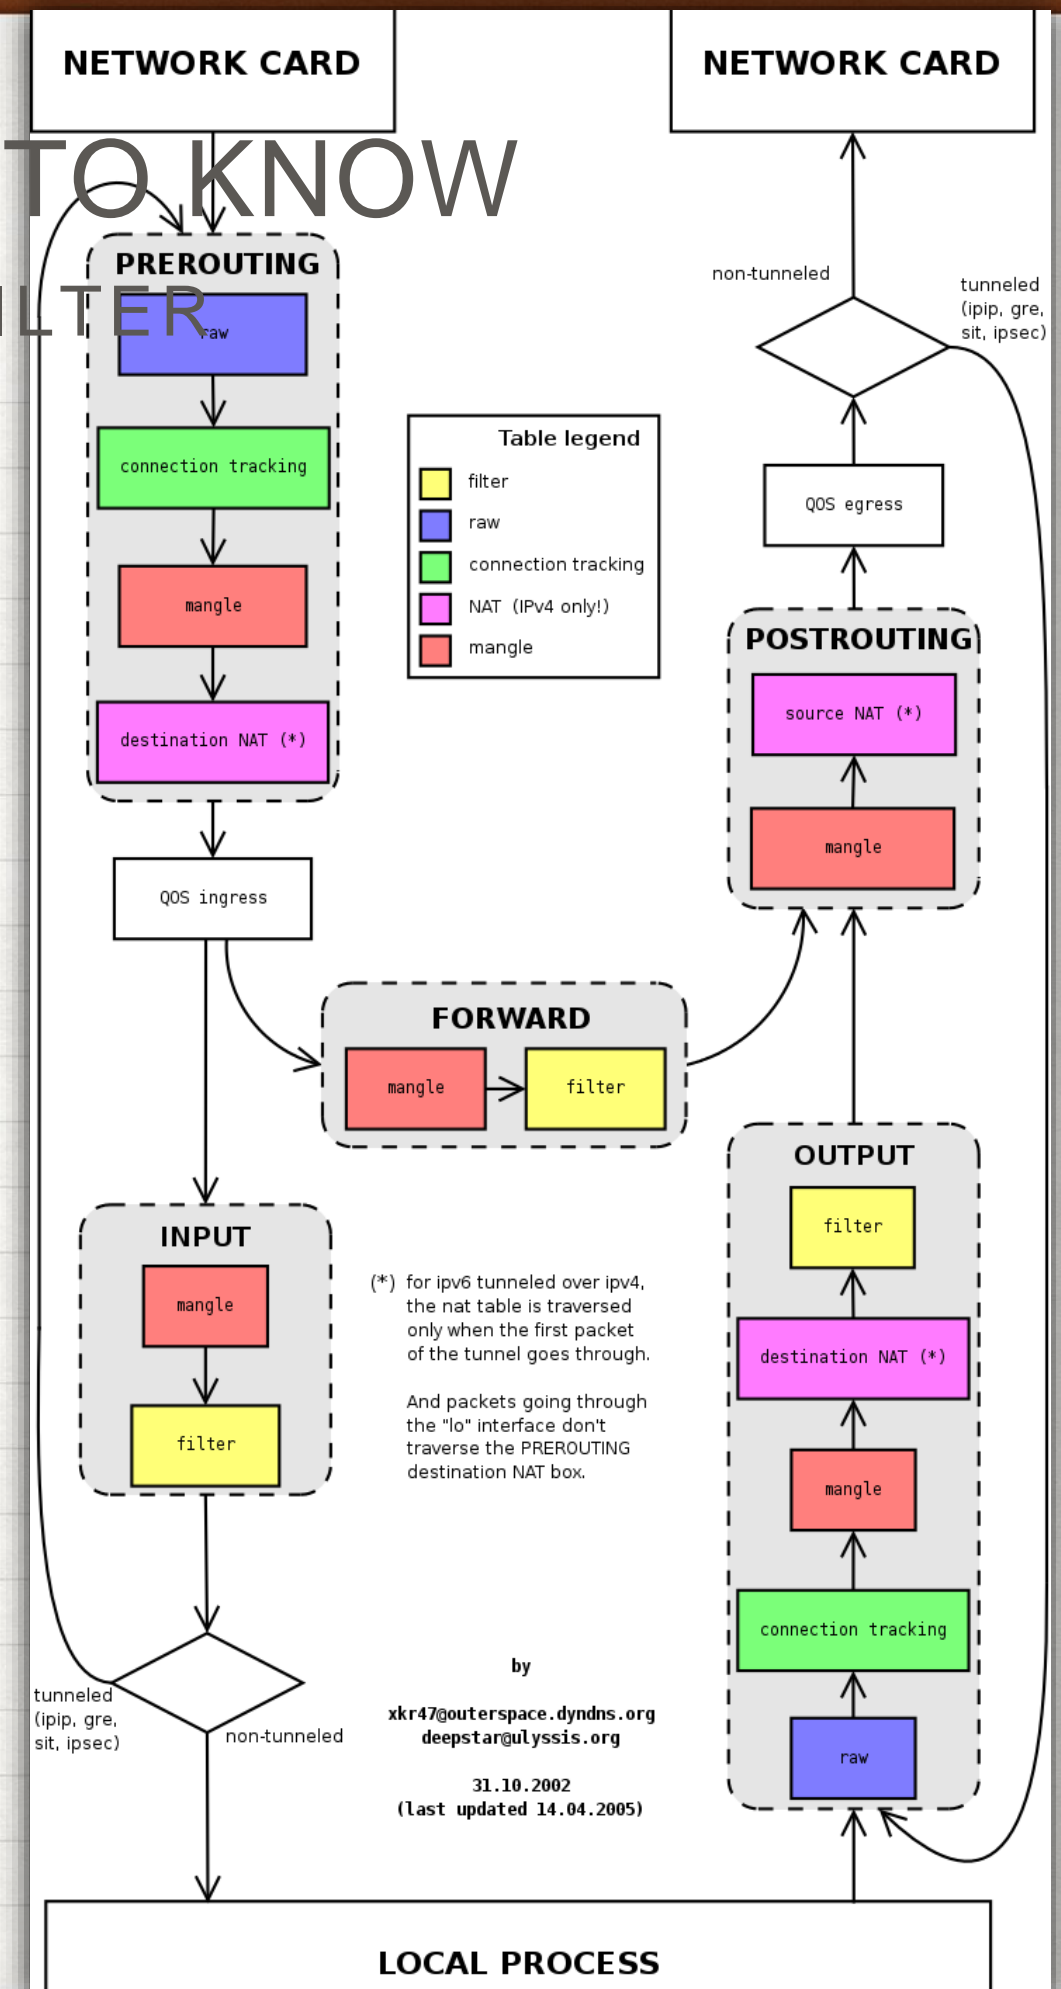 NETWORK CARD
NETWORK CARD
TO KNOW
PREROUTING
ILTER
raw
connection tracking
mangle
destination NAT (*)
QOS ingress
Table legend
filter
raw
connection tracking
NAT (IPv4 only!)
mangle
non-tunneled
tunneled
(ipip, gre,
sit, ipsec)
QOS egress
POSTROUTING
source NAT (*)
mangle
FORWARD
mangle
filter
INPUT
mangle
filter
(*) for ipv6 tunneled over ipv4,
the nat table is traversed
only when the first packet
of the tunnel goes through.
And packets going through
the "lo" interface don't
traverse the PREROUTING
destination NAT box.
OUTPUT
filter
destination NAT (*)
mangle
connection tracking
raw
tunneled
(ipip, gre,
sit, ipsec)
non-tunneled
by
xkr47@outerspace.dyndns.org
deepstar@ulyssis.org
31.10.2002
(last updated 14.04.2005)
LOCAL PROCESS